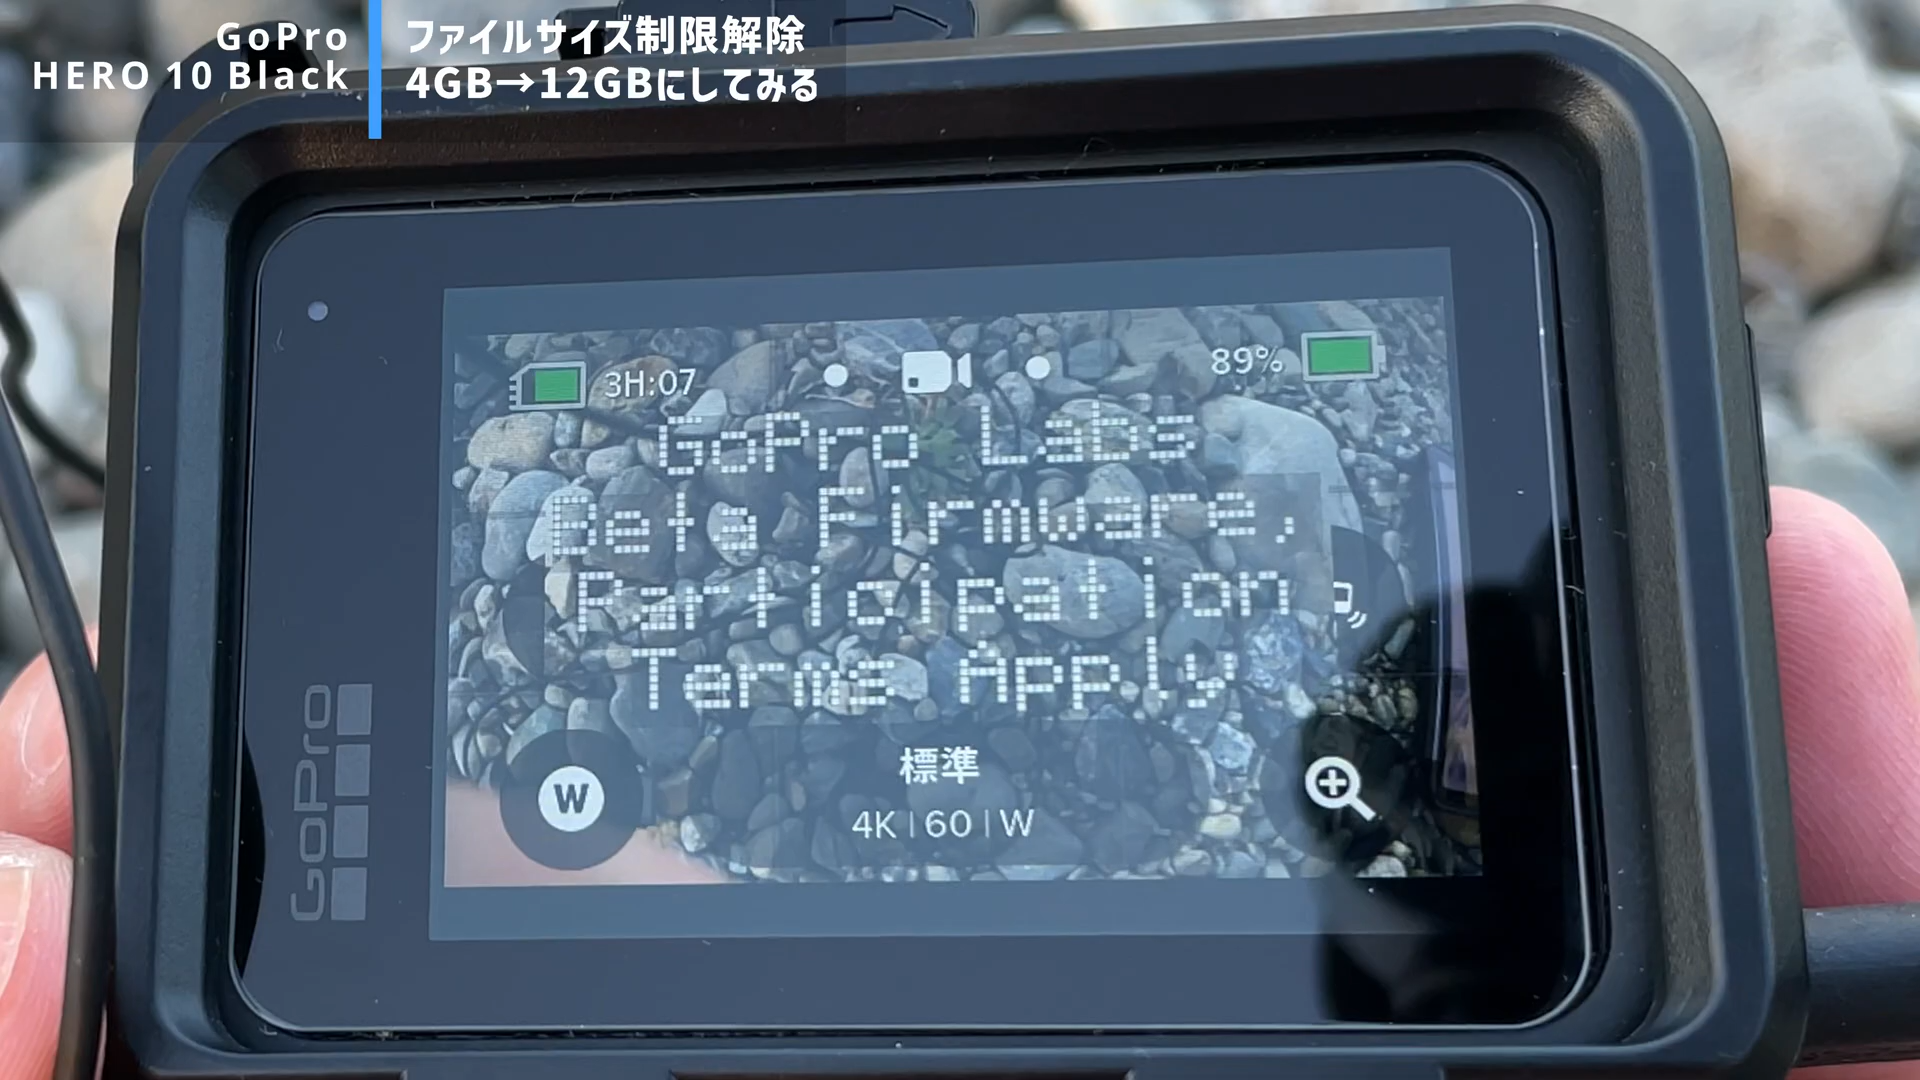 GoPro
HERO 10 Black
ファイルサイズ制限解除
4GB→12GBにしてみる
3H:07
89%
GoPro Labs
Beta Firmware,
Participation
Terms Apply
W
標準
4K | 60 | W
GoPro